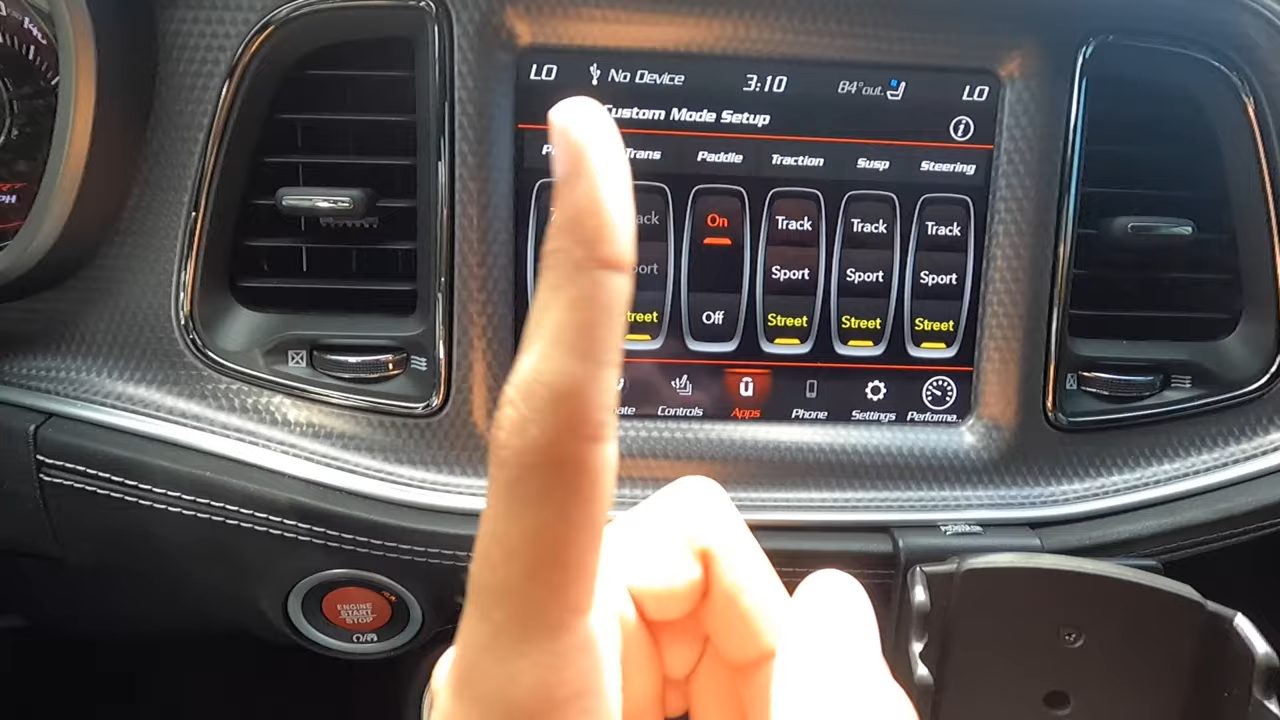 LO No Device 3:10 84°out. LO
Custom Mode Setup
Trans Paddle Traction Susp Steering
On Track Track Track
Sport Sport Sport
Off Street Street Street
Controls Apps Phone Settings Performa..
ENGINE
START
STOP